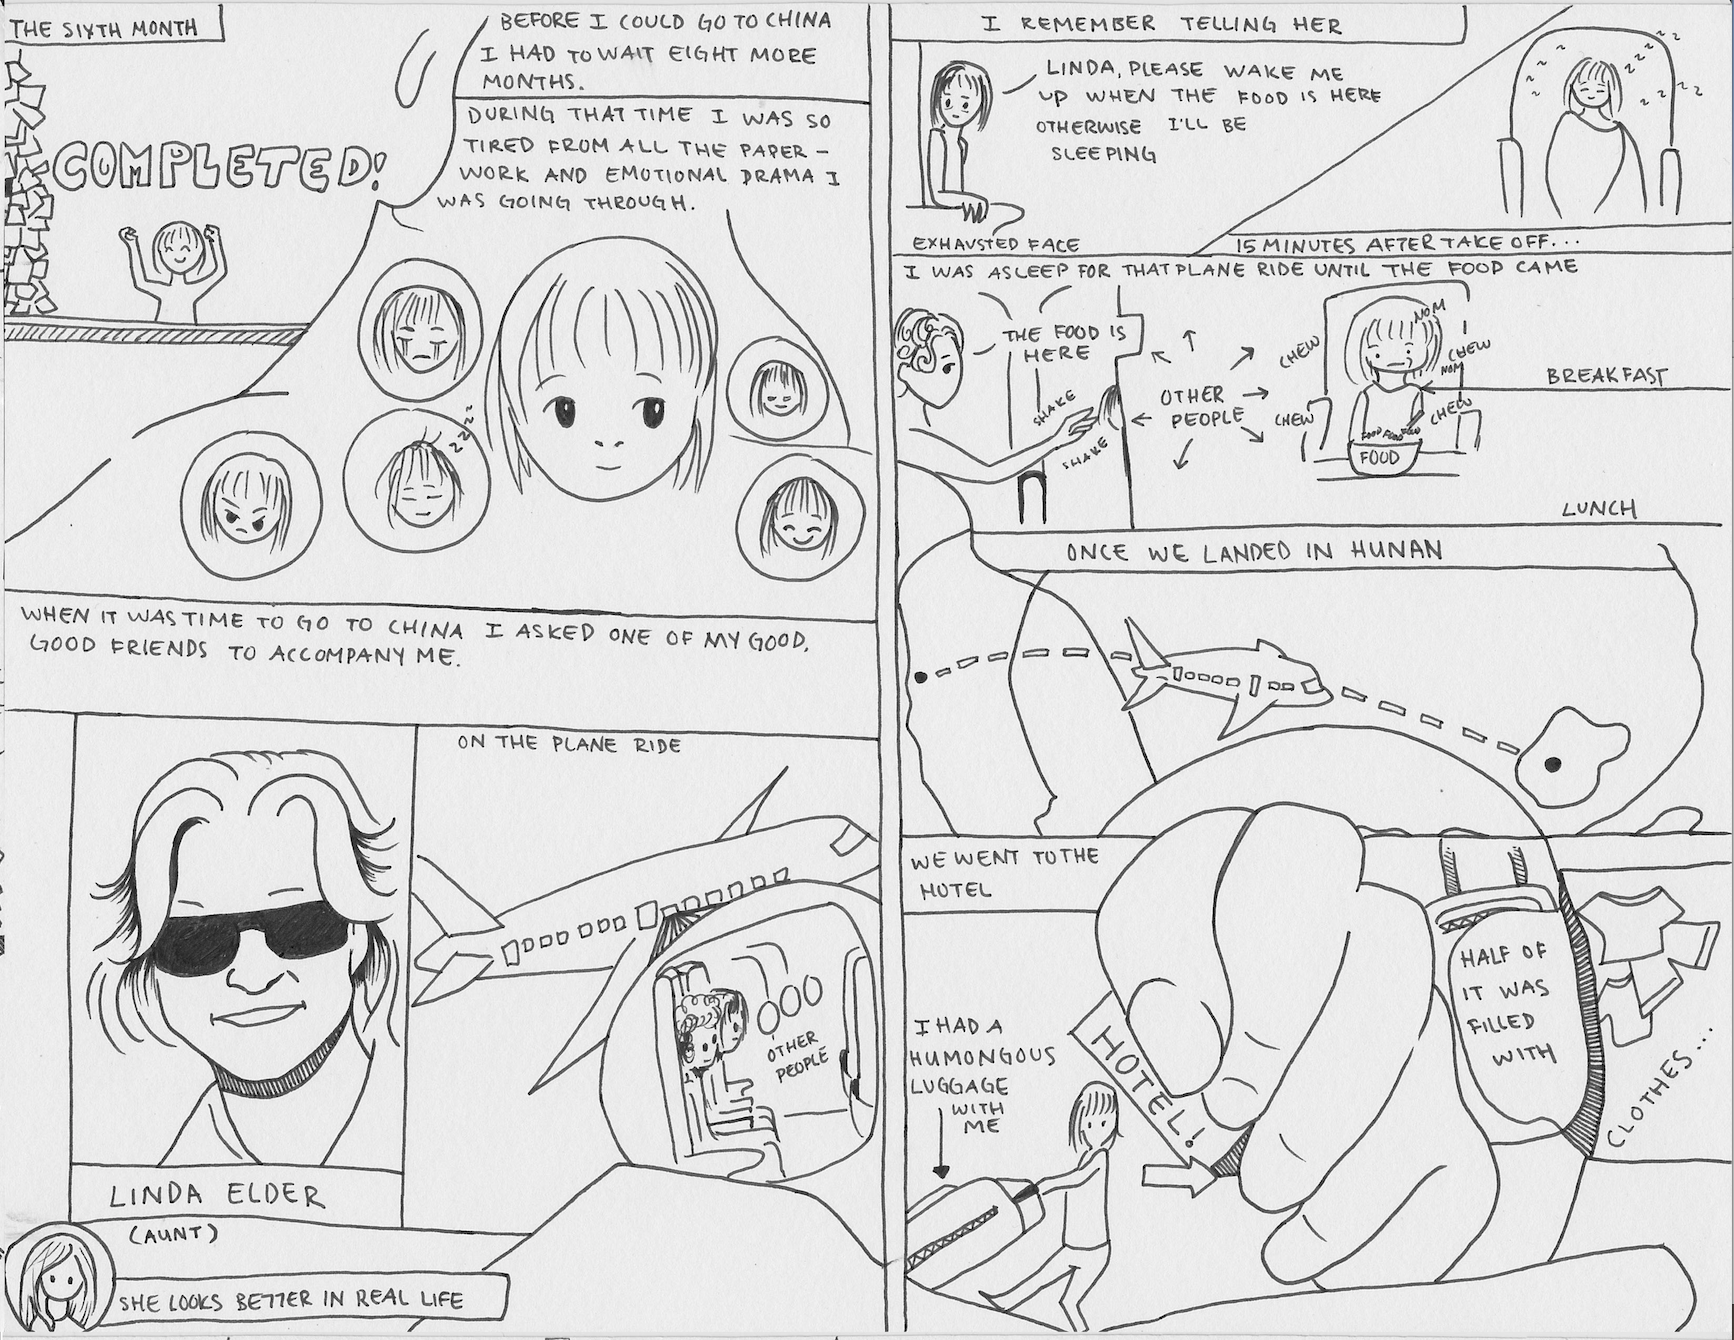 THE SIXTH MONTH
COMPLETED!
BEFORE I COULD GO TO CHINA
I HAD TO WAIT EIGHT MORE
MONTHS.
DURING THAT TIME I WAS SO
TIRED FROM ALL THE PAPER-
WORK AND EMOTIONAL DRAMA I
WAS GOING THROUGH.
zzzz
WHEN IT WAS TIME TO GO TO CHINA I ASKED ONE OF MY GOOD,
GOOD FRIENDS TO ACCOMPANY ME.
LINDA ELDER
(AUNT)
SHE LOOKS BETTER IN REAL LIFE
ON THE PLANE RIDE
OTHER
PEOPLE
I REMEMBER TELLING HER
LINDA, PLEASE WAKE ME
UP WHEN THE FOOD IS HERE
OTHERWISE I'LL BE
SLEEPING
EXHAUSTED FACE
15 MINUTES AFTER TAKE OFF...
I WAS ASLEEP FOR THAT PLANE RIDE UNTIL THE FOOD CAME
THE FOOD IS
HERE
SHAKE
SHAKE
OTHER
PEOPLE
NOM
CHEW
CHEW
NOM
CHEW
CHEW
FOOD FOOD FOOD
FOOD
BREAKFAST
LUNCH
ONCE WE LANDED IN HUNAN
WE WENT TO THE
HOTEL
I HAD A
HUMONGOUS
LUGGAGE
WITH
ME
HOTEL!
HALF OF
IT WAS
FILLED
WITH
CLOTHES...